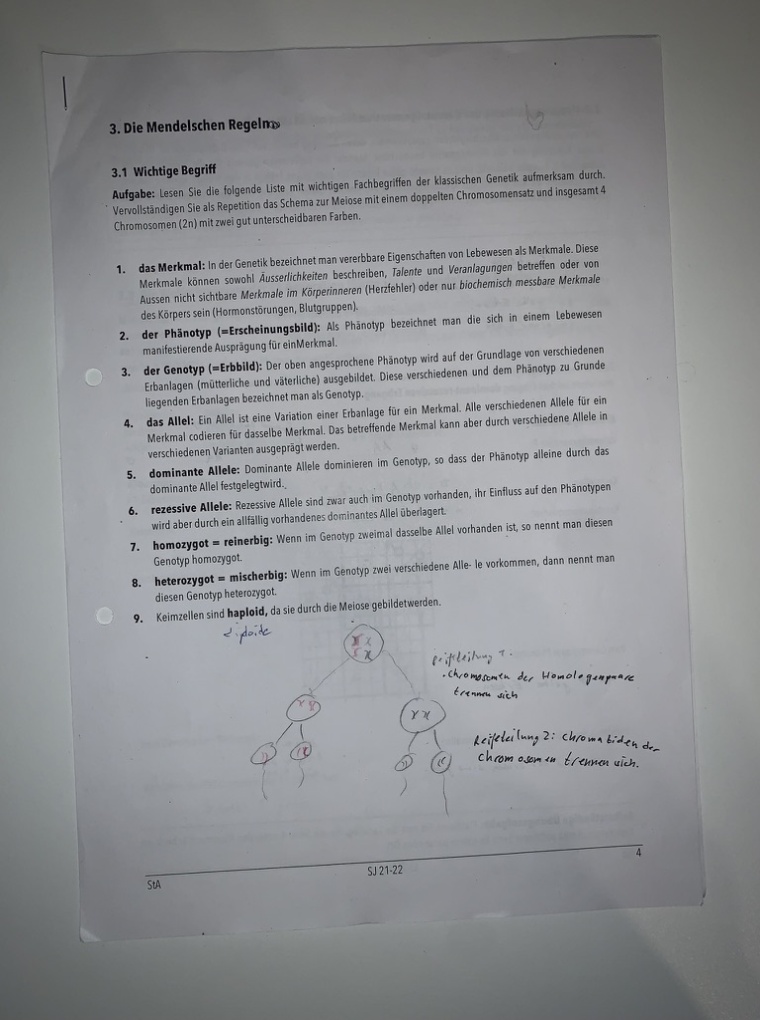 3. Die Mendelschen Regeln
3.1 Wichtige Begriff
Aufgabe: Lesen Sie die folgende Liste mit wichtigen Fachbegriffen der klassischen Genetik aufmerksam durch.
Vervollständigen Sie als Repetition das Schema zur Meiose mit einem doppelten Chromosomensatz und insgesamt 4
Chromosomen (2n) mit zwei gut unterscheidbaren Farben.
1. das Merkmal: In der Genetik bezeichnet man vererbbare Eigenschaften von Lebewesen als Merkmale. Diese
Merkmale können sowohl Äusserlichkeiten beschreiben, Talente und Veranlagungen betreffen oder von
Aussen nicht sichtbare Merkmale im Körperinneren (Herzfehler) oder nur biochemisch messbare Merkmale
des Körpers sein (Hormonstörungen, Blutgruppen).
2. der Phänotyp (=Erscheinungsbild): Als Phänotyp bezeichnet man die sich in einem Lebewesen
manifestierende Ausprägung für einMerkmal.
3. der Genotyp (=Erbbild): Der oben angesprochene Phänotyp wird auf der Grundlage von verschiedenen
Erbanlagen (mütterliche und väterliche) ausgebildet. Diese verschiedenen und dem Phänotyp zu Grunde
liegenden Erbanlagen bezeichnet man als Genotyp.
4. das Allel: Ein Allel ist eine Variation einer Erbanlage für ein Merkmal. Alle verschiedenen Allele für ein
Merkmal codieren für dasselbe Merkmal. Das betreffende Merkmal kann aber durch verschiedene Allele in
verschiedenen Varianten ausgeprägt werden.
5. dominante Allele: Dominante Allele dominieren im Genotyp, so dass der Phänotyp alleine durch das
dominante Allel festgelegtwird.
6. rezessive Allele: Rezessive Allele sind zwar auch im Genotyp vorhanden, ihr Einfluss auf den Phänotypen
wird aber durch ein allfällig vorhandenes dominantes Allel überlagert.
7. homozygot = reinerbig: Wenn im Genotyp zweimal dasselbe Allel vorhanden ist, so nennt man diesen
Genotyp homozygot.
8. heterozygot = mischerbig: Wenn im Genotyp zwei verschiedene Alle- le vorkommen, dann nennt man
diesen Genotyp heterozygot.
9. Keimzellen sind haploid, da sie durch die Meiose gebildetwerden.
diploide
Reifeteilung 1.
. Chromosomen der Homologenpaare
trennen sich
Reifeteilung 2: Chromatiden der
Chromosomen trennen sich.
StA
SJ 21-22
4